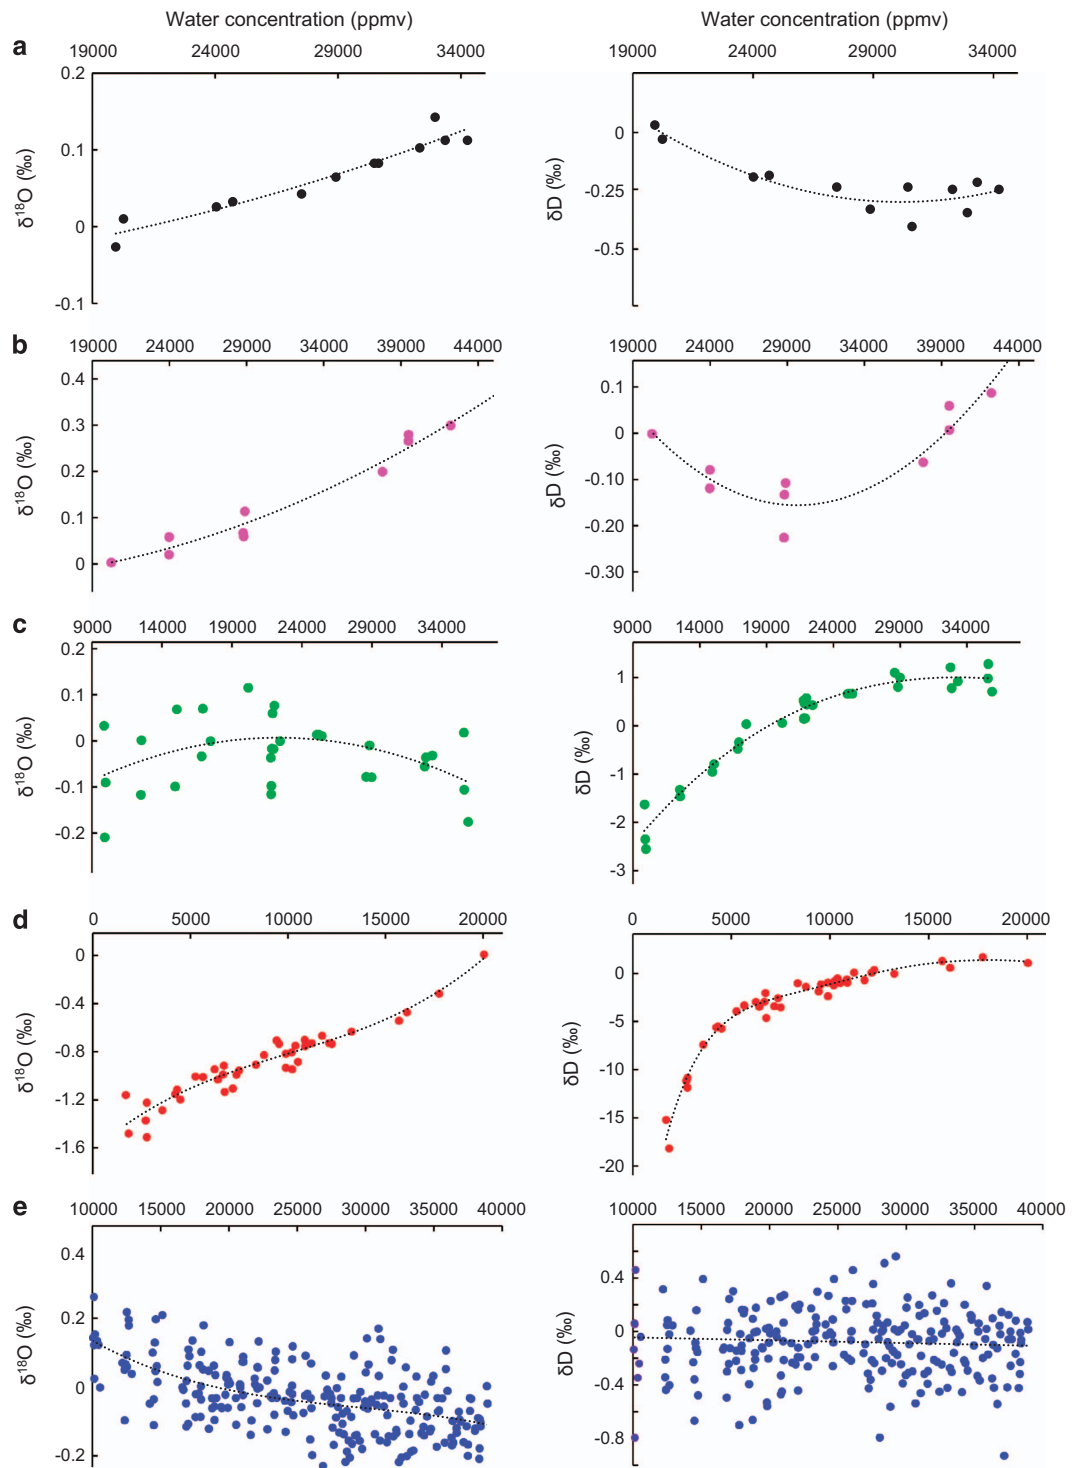 Water concentration (ppmv) Water concentration (ppmv)
a 19000 24000 29000 34000 19000 24000 29000 34000
0.2
0
0.1
δ18O (‰) δD (‰)
-0.25
0
-0.5
-0.1
b 19000 24000 29000 34000 39000 44000 19000 24000 29000 34000 39000 44000
0.4 0.1
0.3 0
0.2 -0.10
δ18O (‰) δD (‰)
0.1 -0.20
0 -0.30
c 9000 14000 19000 24000 29000 34000 9000 14000 19000 24000 29000 34000
0.2
1
0.1
0
0
δ18O (‰) δD (‰)
-1
-0.1
-2
-0.2
-3
d 0 5000 10000 15000 20000 0 5000 10000 15000 20000
0 0
-0.4 -5
-0.8 -10
δ18O (‰) δD (‰)
-1.2 -15
-1.6 -20
e 10000 15000 20000 25000 30000 35000 40000 10000 15000 20000 25000 30000 35000 40000
0.4 0.4
0.2 0
δ18O (‰) δD (‰)
0 -0.4
-0.2 -0.8